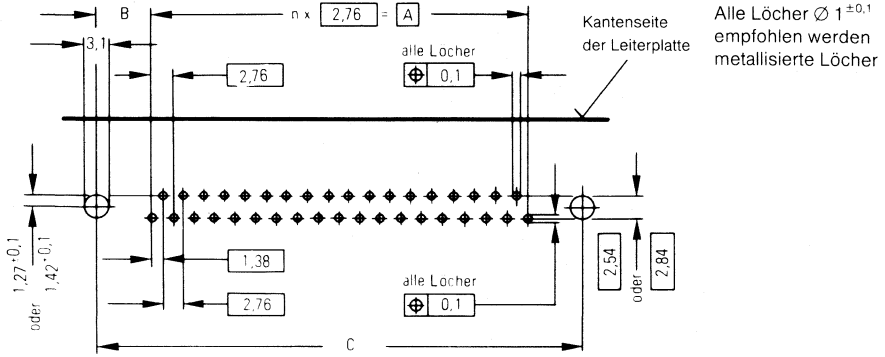 B
n x 2,76 = A
3,1
2,76
alle Löcher
⌖ 0,1
Kantenseite
der Leiterplatte
Alle Löcher ∅ 1 ±0,1
empfohlen werden
metallisierte Löcher
1,27 +0,1
oder 1,42 ±0,1
1,38
2,76
alle Löcher
⌖ 0,1
2,54
oder
2,84
C